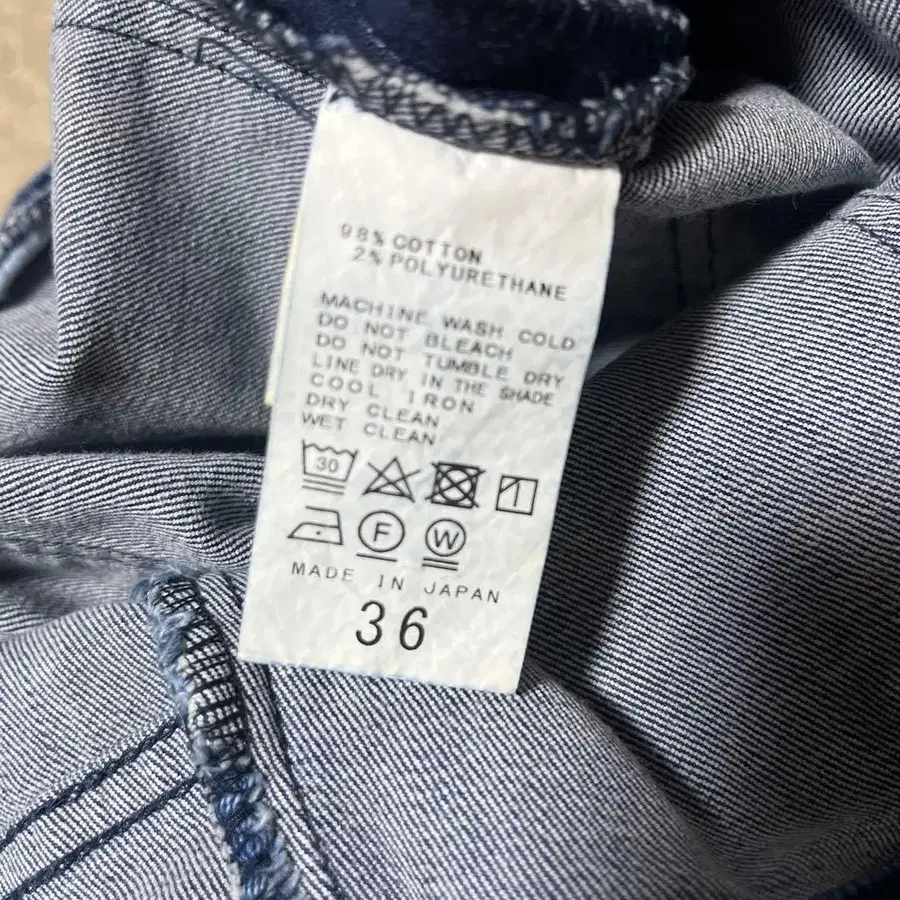 98% COTTON
2% POLYURETHANE
MACHINE WASH COLD
DO NOT BLEACH
DO NOT TUMBLE DRY
LINE DRY IN THE SHADE
COOL IRON
DRY CLEAN
WET CLEAN
30
F W
MADE IN JAPAN
36